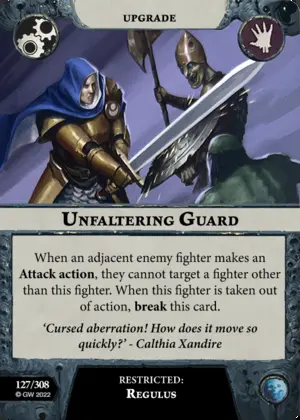 UPGRADE
UNFALTERING GUARD
When an adjacent enemy fighter makes an
Attack action, they cannot target a fighter other
than this fighter. When this fighter is taken out
of action, break this card.
‘Cursed aberration! How does it move so
quickly?’ - Calthia Xandire
127/308
© GW 2022
RESTRICTED:
REGULUS